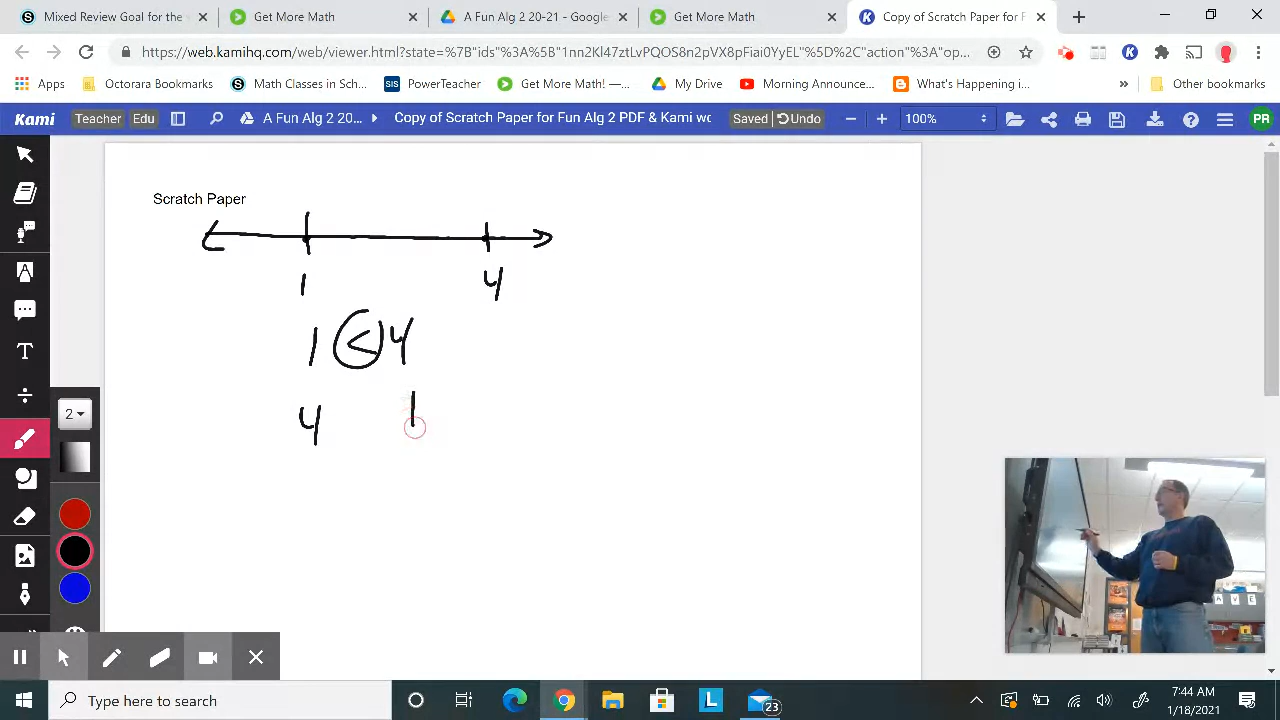 Mixed Review Goal for the
Get More Math
A Fun Alg 2 20-21 - Google
Get More Math
Copy of Scratch Paper for F
https://web.kamihq.com/web/viewer.html?state=%7B"ids"%3A%5B"1nn2Kl47ztLvPQOS8n2pVX8pFai0YyEL"%5D%2C"action"%3A"op...
Apps
Octorara Bookmarks
Math Classes in Sch...
SIS PowerTeacher
Get More Math! —...
My Drive
Morning Announce...
What's Happening i...
»
Other bookmarks
Kami
Teacher
Edu
A Fun Alg 2 20...
Copy of Scratch Paper for Fun Alg 2 PDF & Kami wo
Saved
Undo
100%
PR
Scratch Paper
1 4
1 < 4
4 1
2
Type here to search
L
23
7:44 AM
1/18/2021